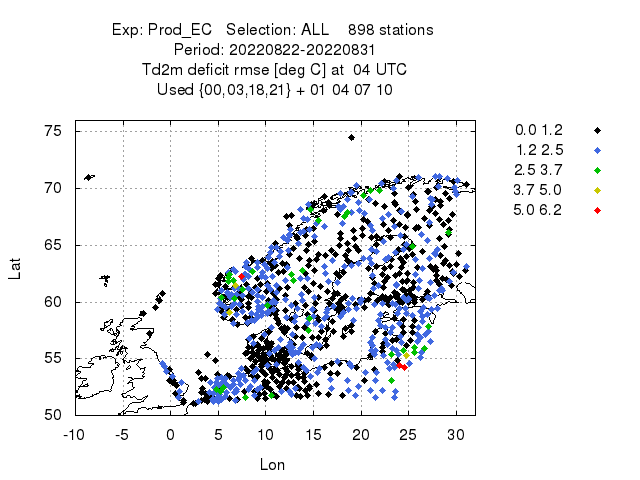 Exp: Prod_EC Selection: ALL 898 stations
Period: 20220822-20220831
Td2m deficit rmse [deg C] at 04 UTC
Used {00,03,18,21} + 01 04 07 10
0.0 1.2
1.2 2.5
2.5 3.7
3.7 5.0
5.0 6.2
75
70
65
60
55
50
Lat
-10 -5 0 5 10 15 20 25 30
Lon